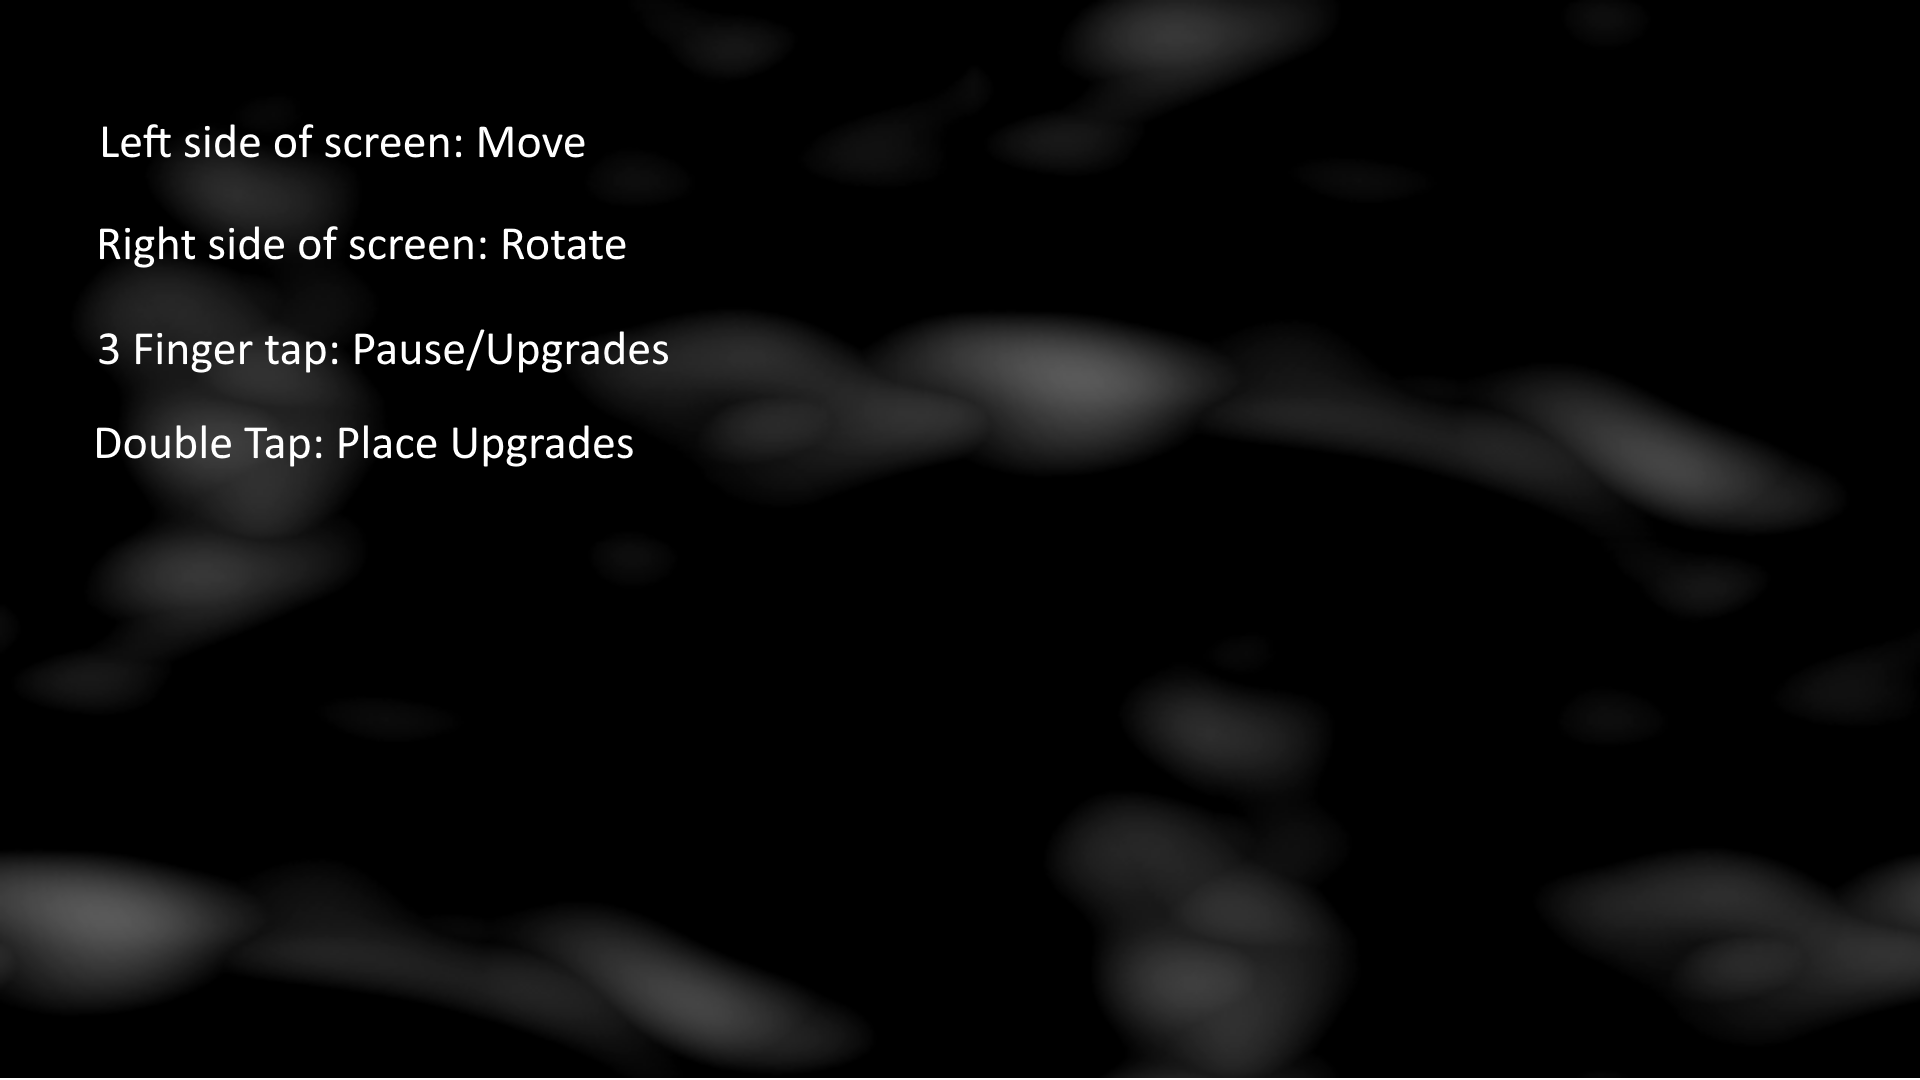 Left side of screen: Move
Right side of screen: Rotate
3 Finger tap: Pause/Upgrades
Double Tap: Place Upgrades